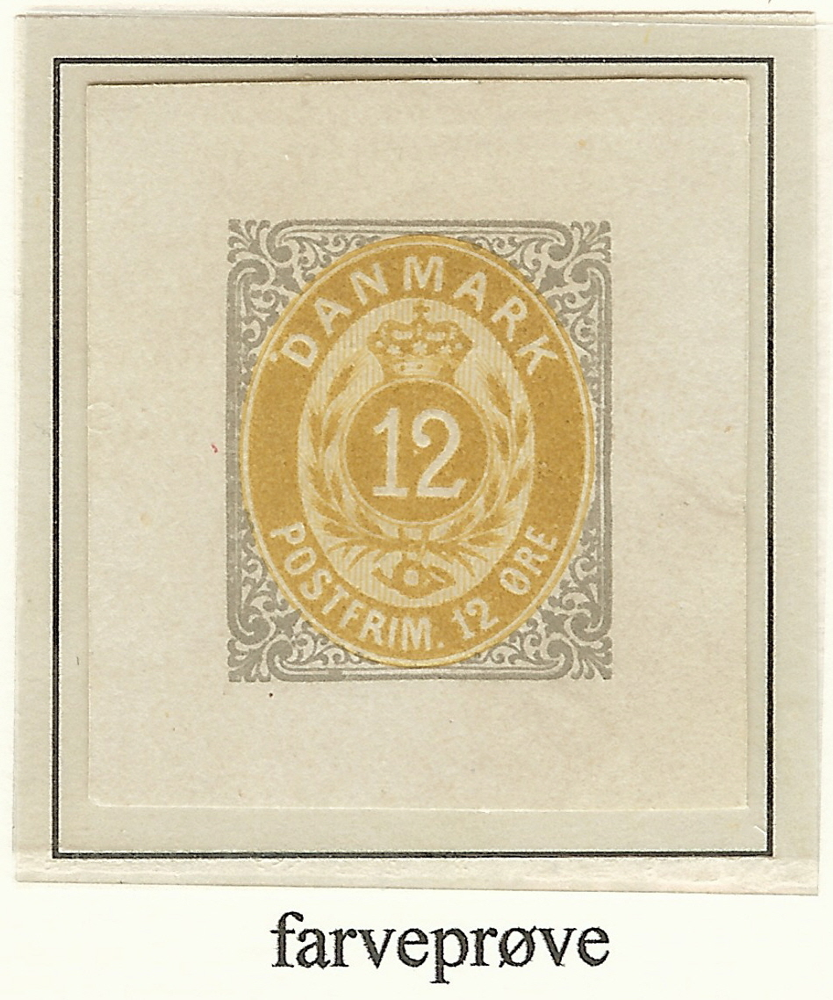 DANMARK
12
POSTFRIM. 12 ØRE
farveprøve